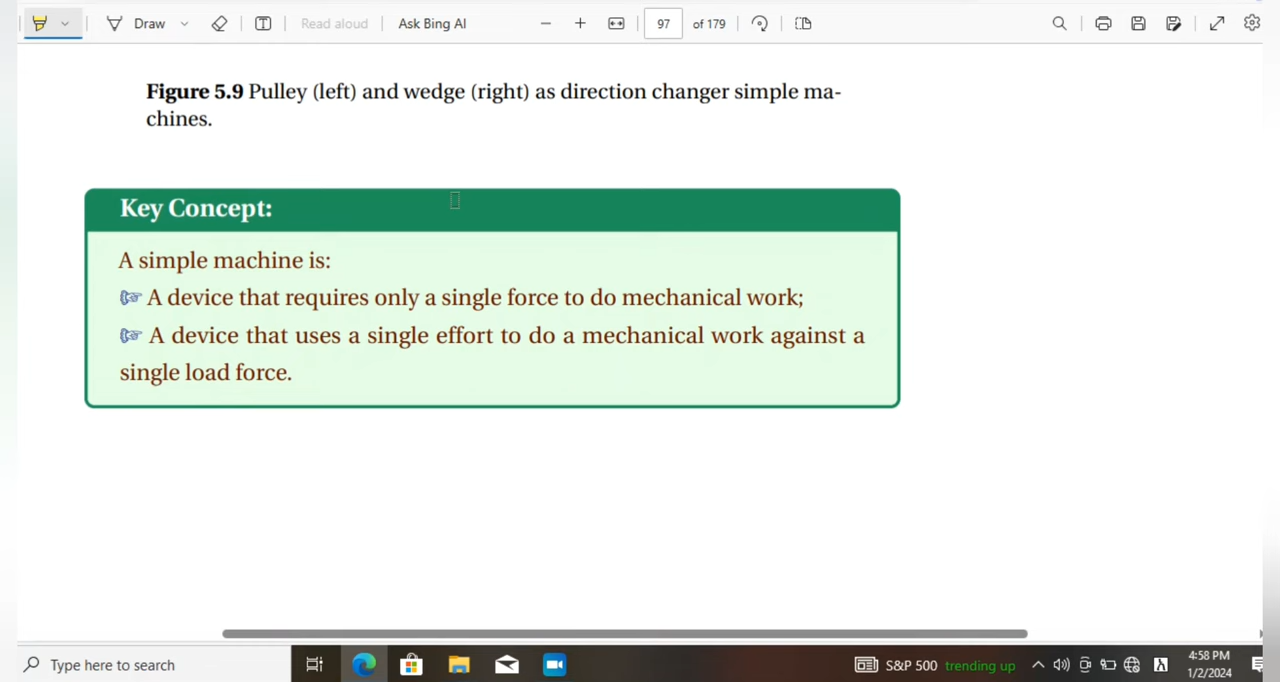 Draw Read aloud Ask Bing AI 97 of 179
Figure 5.9 Pulley (left) and wedge (right) as direction changer simple ma-
chines.
Key Concept:
A simple machine is:
A device that requires only a single force to do mechanical work;
A device that uses a single effort to do a mechanical work against a
single load force.
Type here to search S&P 500 trending up 4:58 PM
1/2/2024